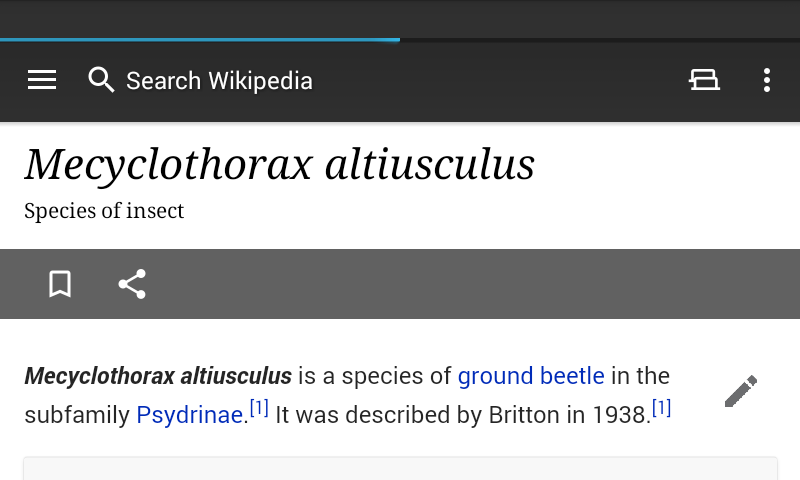 Search Wikipedia
Mecyclothorax altiusculus
Species of insect
Mecyclothorax altiusculus is a species of ground beetle in the
subfamily Psydrinae.[1] It was described by Britton in 1938.[1]